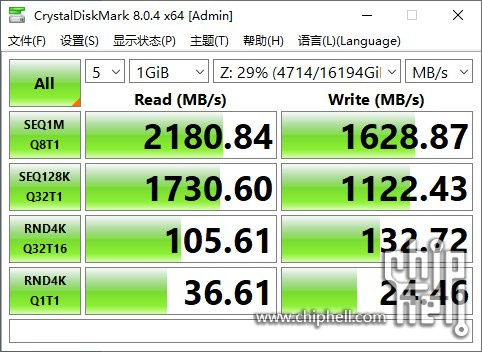 CrystalDiskMark 8.0.4 x64 [Admin]
文件(F) 设置(S) 显示状态(P) 主题(T) 帮助(H) 语言(L)(Language)
All 5 1GiB Z: 29% (4714/16194GiB MB/s
Read (MB/s) Write (MB/s)
SEQ1M
Q8T1 2180.84 1628.87
SEQ128K
Q32T1 1730.60 1122.43
RND4K
Q32T16 105.61 132.72
RND4K
Q1T1 36.61 24.46
chip
hell
www.chiphell.com